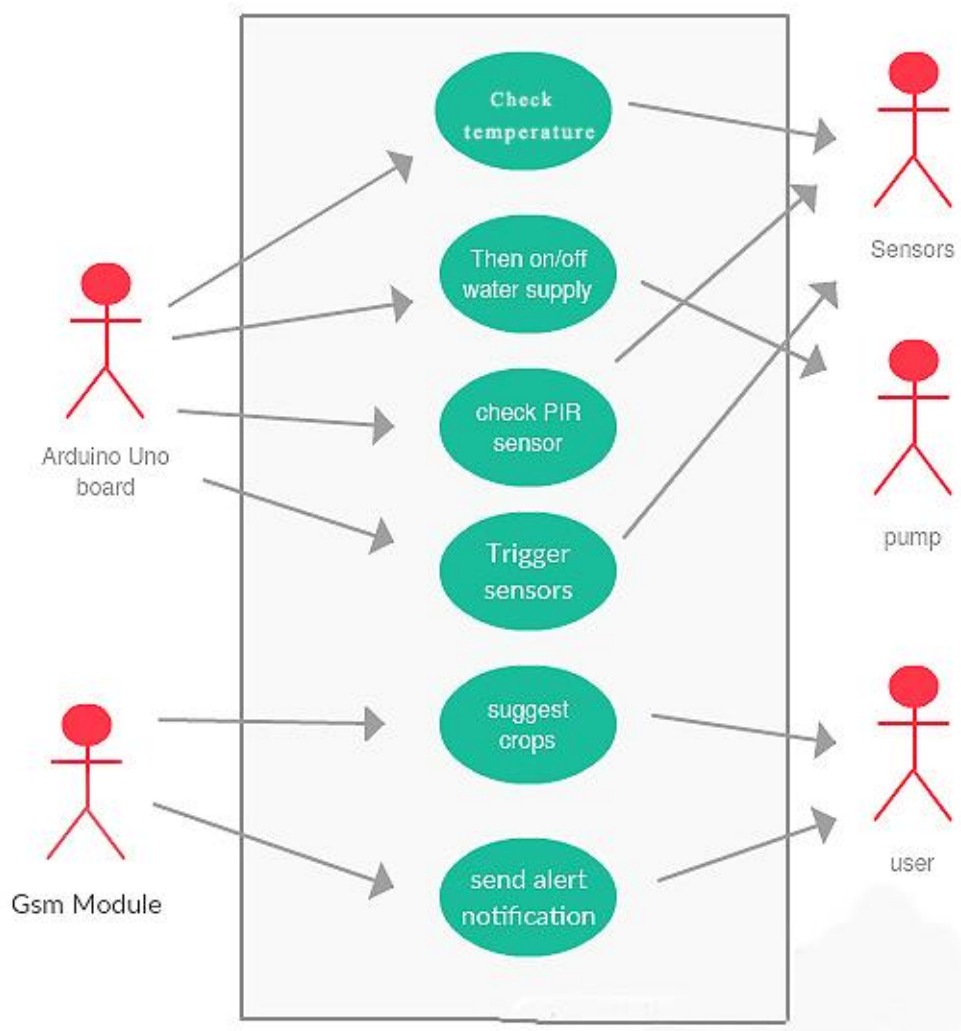 Check
temperature
Sensors
Then on/off
water supply
Arduino Uno
board
check PIR
sensor
pump
Trigger
sensors
suggest
crops
user
Gsm Module
send alert
notification